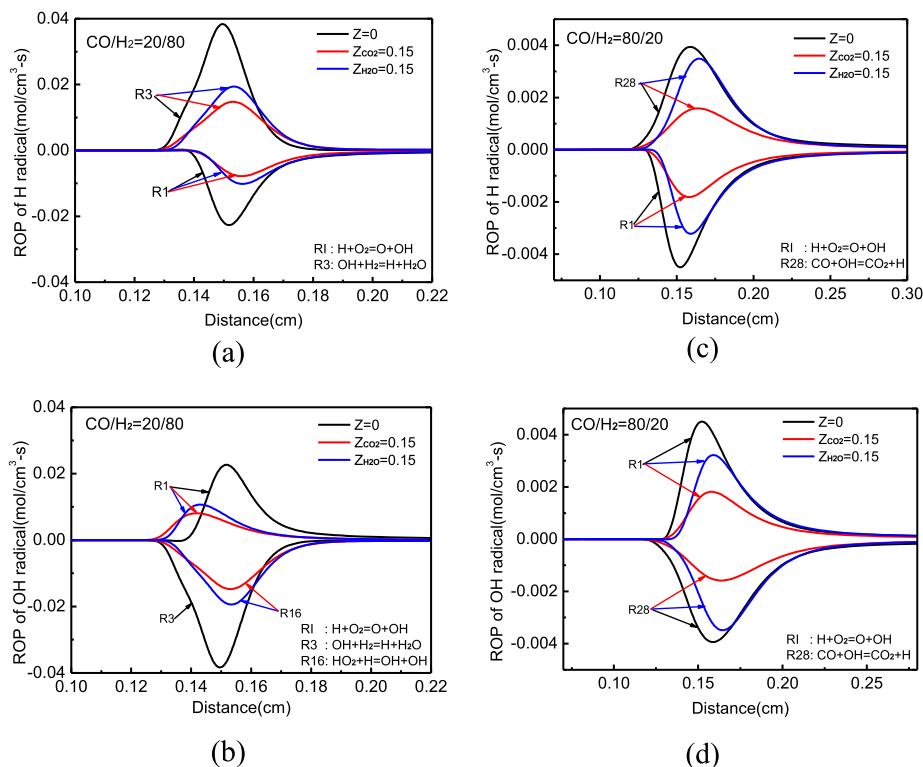 ROP of H radical(mol/cm³-s)
0.04
0.02
0.00
-0.02
-0.04
CO/H₂=20/80
Z=0
Zco₂=0.15
ZH₂O=0.15
R3
R1
RI : H+O₂=O+OH
R3: OH+H₂=H+H₂O
0.10 0.12 0.14 0.16 0.18 0.20 0.22
Distance(cm)
(a)
ROP of H radical(mol/cm³-s)
0.004
0.002
0.000
-0.002
-0.004
CO/H₂=80/20
Z=0
Zco₂=0.15
ZH₂O=0.15
R28
R1
RI : H+O₂=O+OH
R28: CO+OH=CO₂+H
0.10 0.15 0.20 0.25 0.30
Distance(cm)
(c)
ROP of OH radical(mol/cm³-s)
0.04
0.02
0.00
-0.02
-0.04
CO/H₂=20/80
Z=0
Zco₂=0.15
ZH₂O=0.15
R1
R3
R16
RI : H+O₂=O+OH
R3 : OH+H₂=H+H₂O
R16: HO₂+H=OH+OH
0.10 0.12 0.14 0.16 0.18 0.20 0.22
Distance(cm)
(b)
ROP of OH radical(mol/cm³-s)
0.004
0.002
0.000
-0.002
-0.004
CO/H₂=80/20
Z=0
Zco₂=0.15
ZH₂O=0.15
R1
R28
RI : H+O₂=O+OH
R28: CO+OH=CO₂+H
0.10 0.15 0.20 0.25
Distance(cm)
(d)